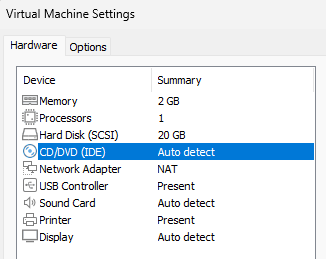 Virtual Machine Settings
Hardware Options
Device Summary
Memory 2 GB
Processors 1
Hard Disk (SCSI) 20 GB
CD/DVD (IDE) Auto detect
Network Adapter NAT
USB Controller Present
Sound Card Auto detect
Printer Present
Display Auto detect